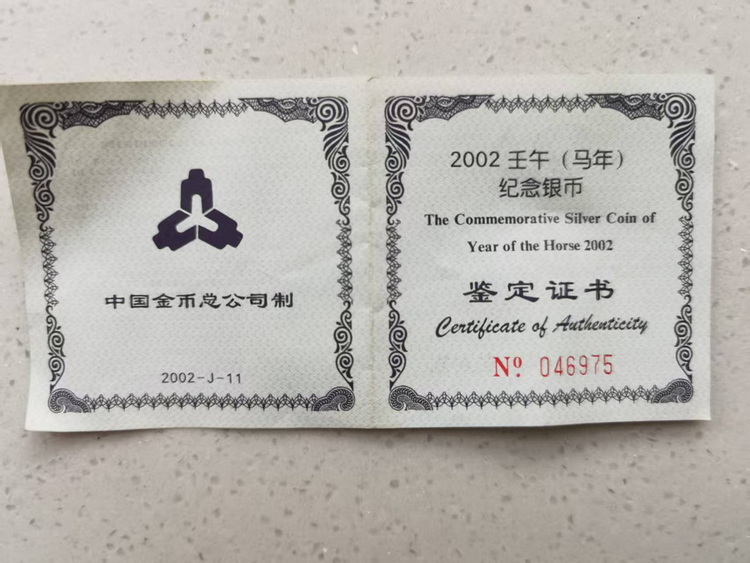 中国金币总公司制
2002-J-11
2002 壬午（马年）
纪念银币
The Commemorative Silver Coin of
Year of the Horse 2002
鉴定证书
Certificate of Authenticity
Nº 046975